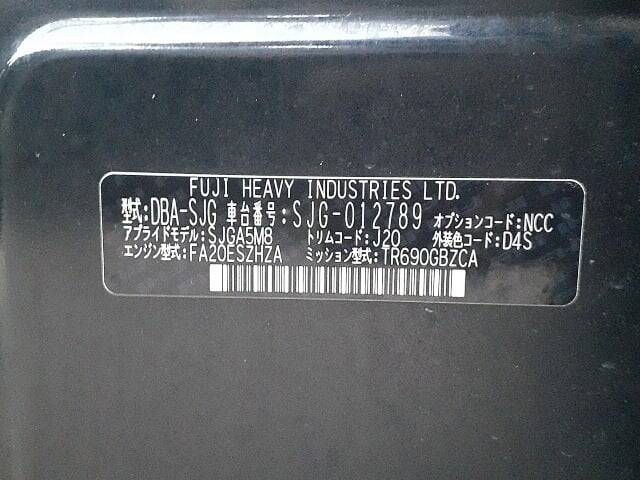 FUJI HEAVY INDUSTRIES LTD.
型式:DBA-SJG 車台番号:SJG-012789 オプションコード:NCC
アプライドモデル:SJGA5M8 トリムコード:J20 外装色コード:D4S
エンジン型式:FA20ESZHZA ミッション型式:TR690GBZCA